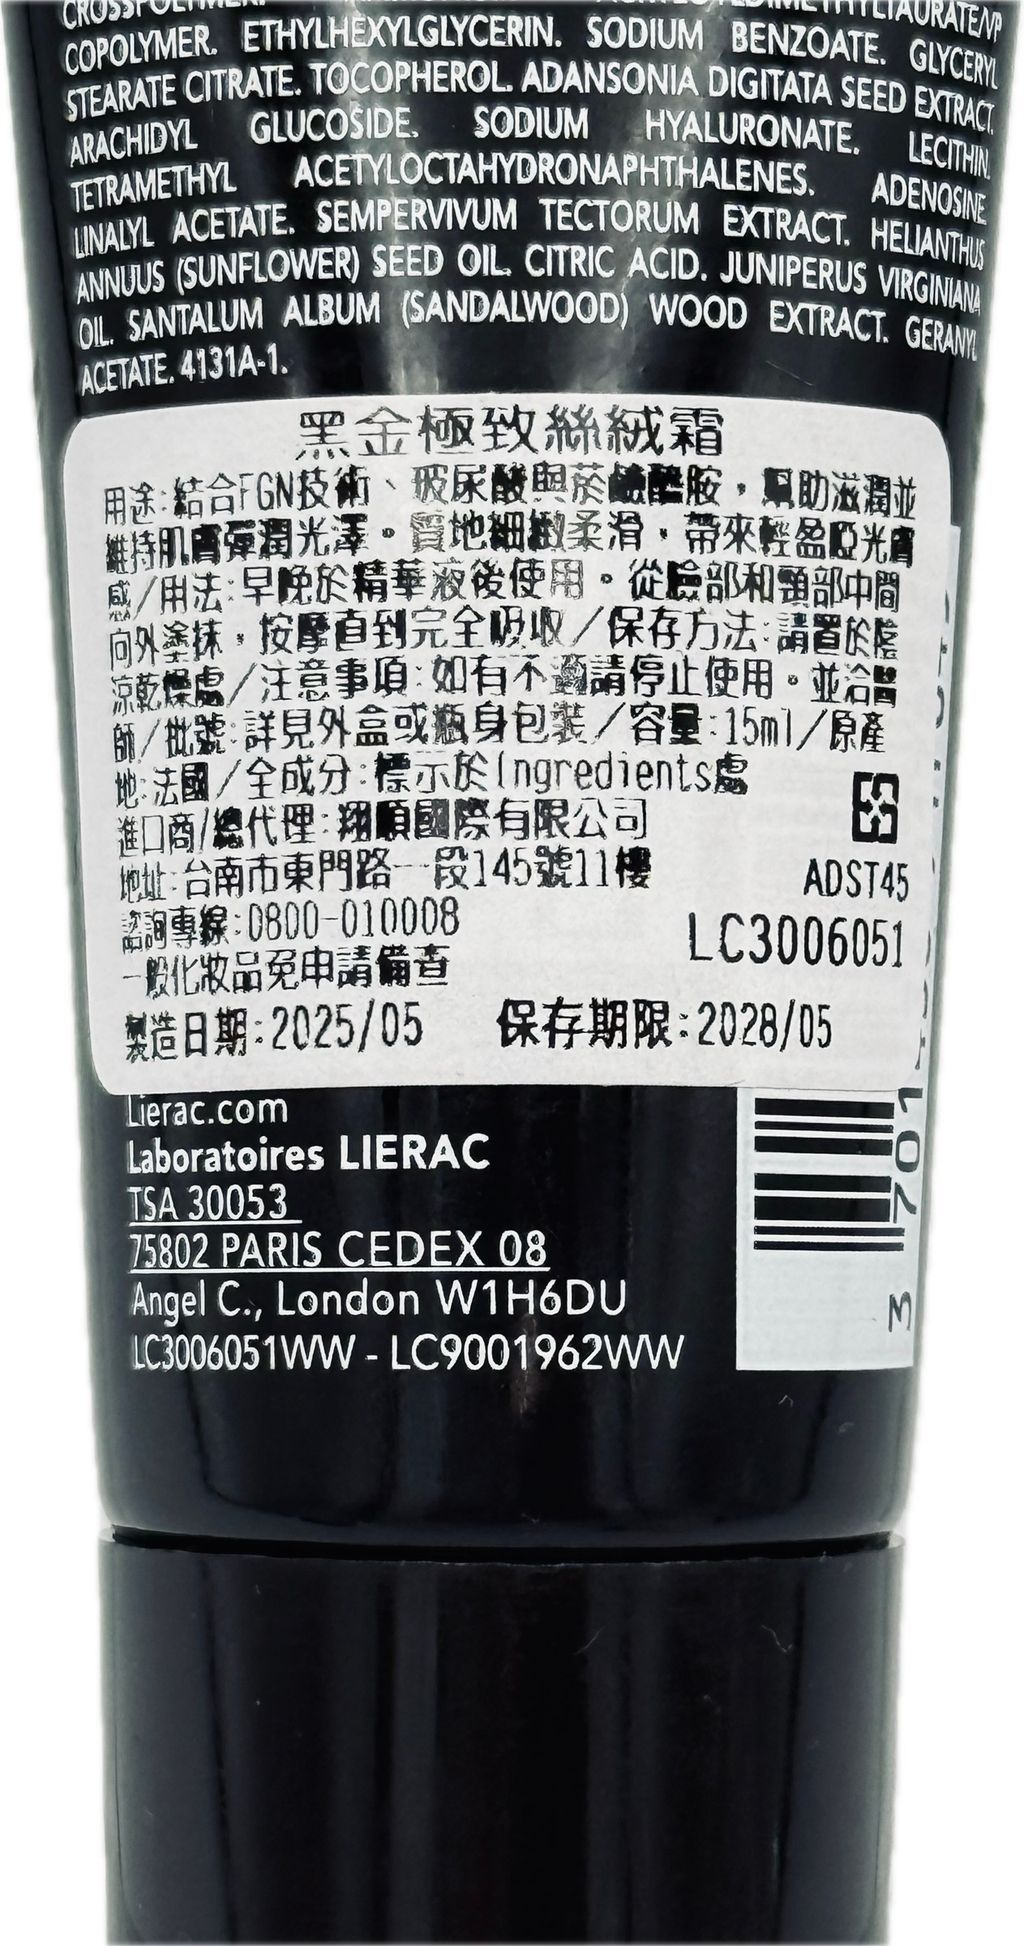 COPOLYMER. ETHYLHEXYLGLYCERIN. SODIUM BENZOATE. GLYCERYL
STEARATE CITRATE. TOCOPHEROL. ADANSONIA DIGITATA SEED EXTRACT.
ARACHIDYL GLUCOSIDE. SODIUM HYALURONATE. LECITHIN.
TETRAMETHYL ACETYLOCTAHYDRONAPHTHALENES. ADENOSINE.
LINALYL ACETATE. SEMPERVIVUM TECTORUM EXTRACT. HELIANTHUS
ANNUUS (SUNFLOWER) SEED OIL. CITRIC ACID. JUNIPERUS VIRGINIANA
OIL. SANTALUM ALBUM (SANDALWOOD) WOOD EXTRACT. GERANYL
ACETATE. 4131A-1.
黑金極致絲絨霜
用途:結合FGN技術、玻尿酸與菸鹼醯胺，幫助滋潤並
維持肌膚彈潤光澤。質地細緻柔滑，帶來輕盈啞光膚
感/用法:早晚於精華液後使用。從臉部和頸部中間
向外塗抹，按摩直到完全吸收/保存方法:請置於陰
涼乾燥處/注意事項:如有不適請停止使用。並洽醫
師/批號:詳見外盒或瓶身包裝/容量:15ml/原產
地:法國/全成分:標示於Ingredients處
進口商/總代理:翔順國際有限公司
地址:台南市東門路一段145號11樓
ADST45
諮詢專線:0800-010008
LC3006051
一般化妝品免申請備查
製造日期:2025/05 保存期限:2028/05
Lierac.com
Laboratoires LIERAC
TSA 30053
75802 PARIS CEDEX 08
Angel C., London W1H6DU
LC3006051WW - LC9001962WW
3 701